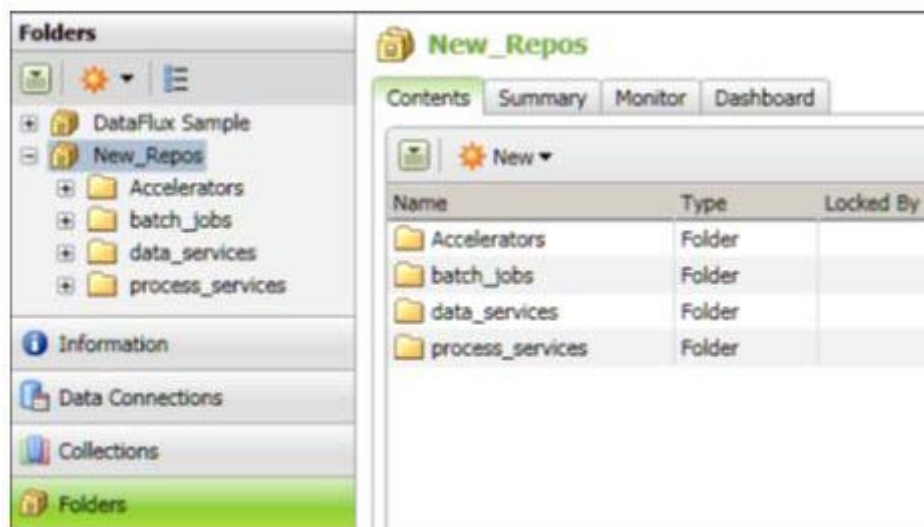 Folders
DataFlux Sample
New_Repos
Accelerators
batch_jobs
data_services
process_services
Information
Data Connections
Collections
Folders
New_Repos
Contents Summary Monitor Dashboard
New
Name Type Locked By
Accelerators Folder
batch_jobs Folder
data_services Folder
process_services Folder